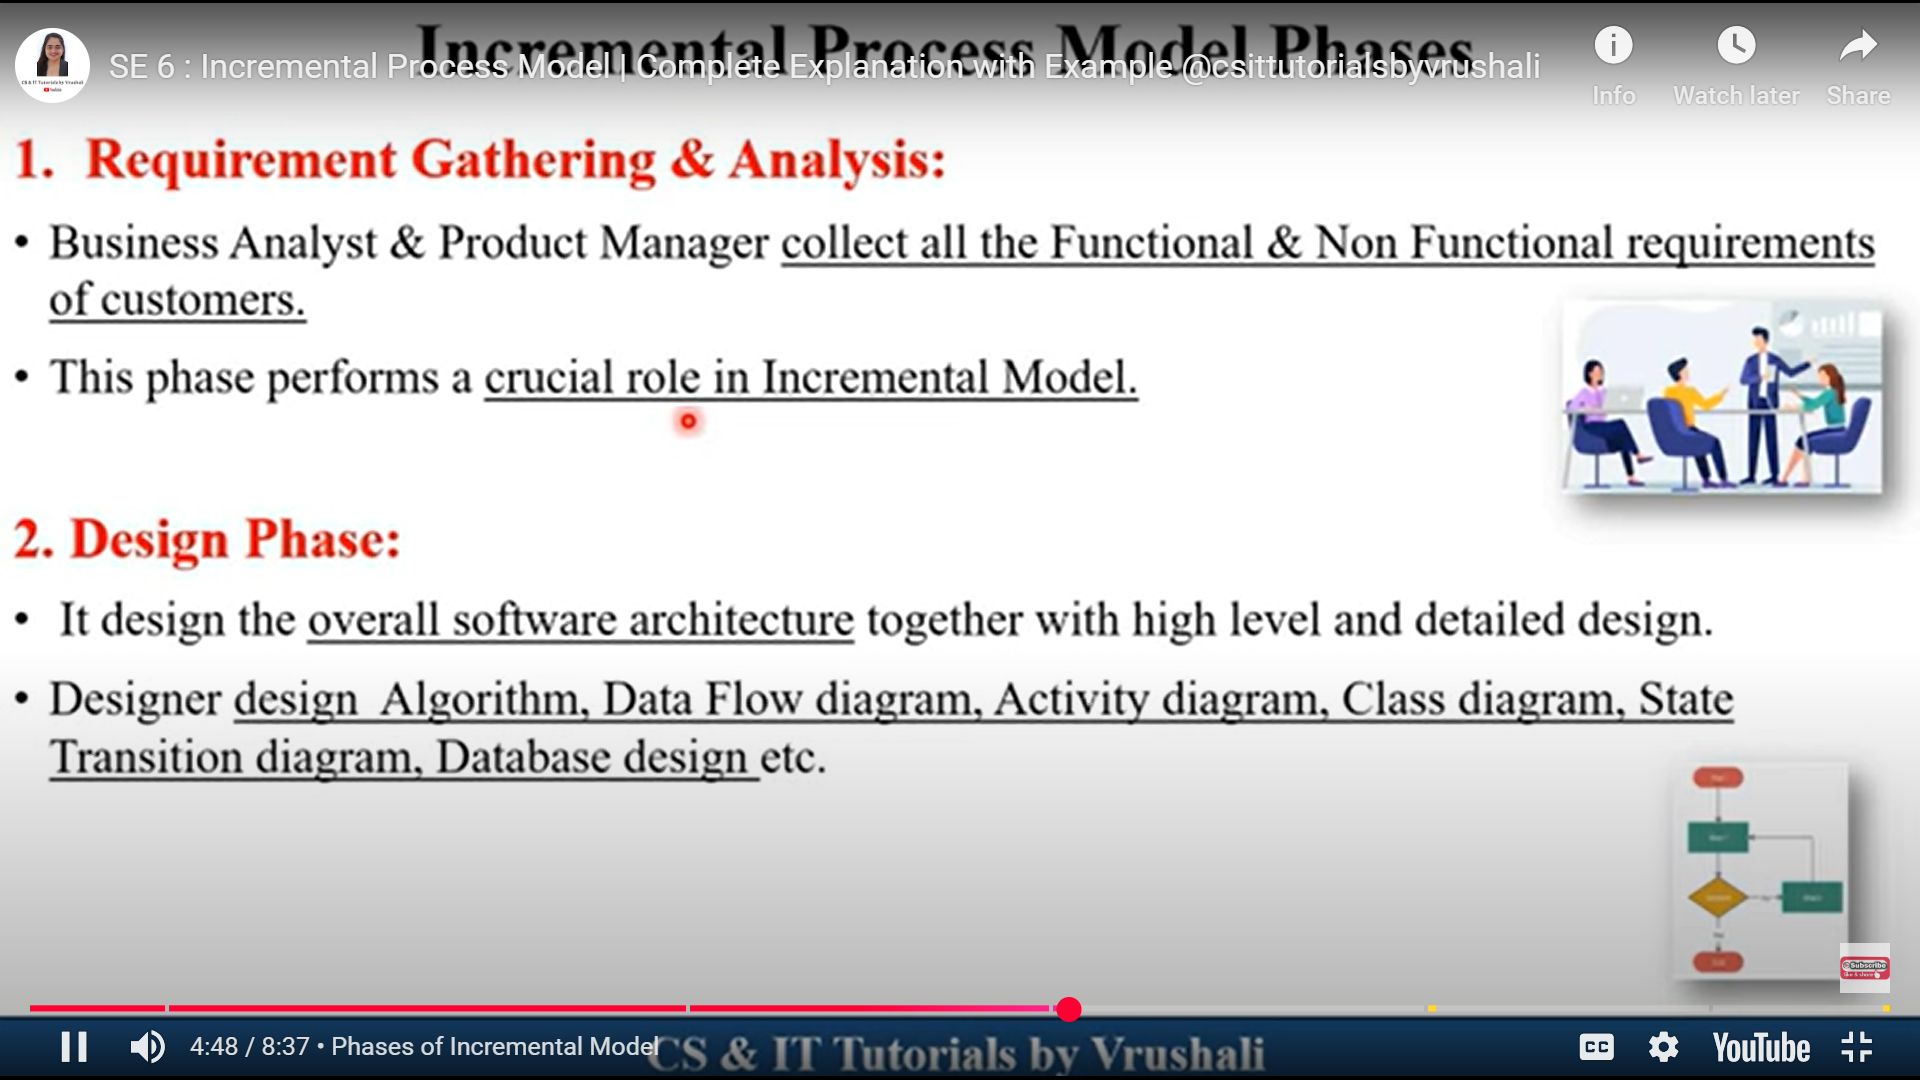 Incremental Process Model Phases
SE 6 : Incremental Process Model | Complete Explanation with Example @csittutorialsbyvrushali
Info
Watch later
Share
1. Requirement Gathering & Analysis:
• Business Analyst & Product Manager collect all the Functional & Non Functional requirements
of customers.
• This phase performs a crucial role in Incremental Model.
2. Design Phase:
• It design the overall software architecture together with high level and detailed design.
• Designer design Algorithm, Data Flow diagram, Activity diagram, Class diagram, State
Transition diagram, Database design etc.
Subscribe
4:48 / 8:37 • Phases of Incremental Model
CS & IT Tutorials by Vrushali
CC
YouTube